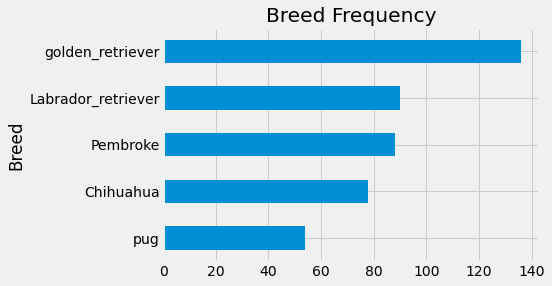 Breed Frequency
golden_retriever
Labrador_retriever
Pembroke
Chihuahua
pug
Breed
0 20 40 60 80 100 120 140